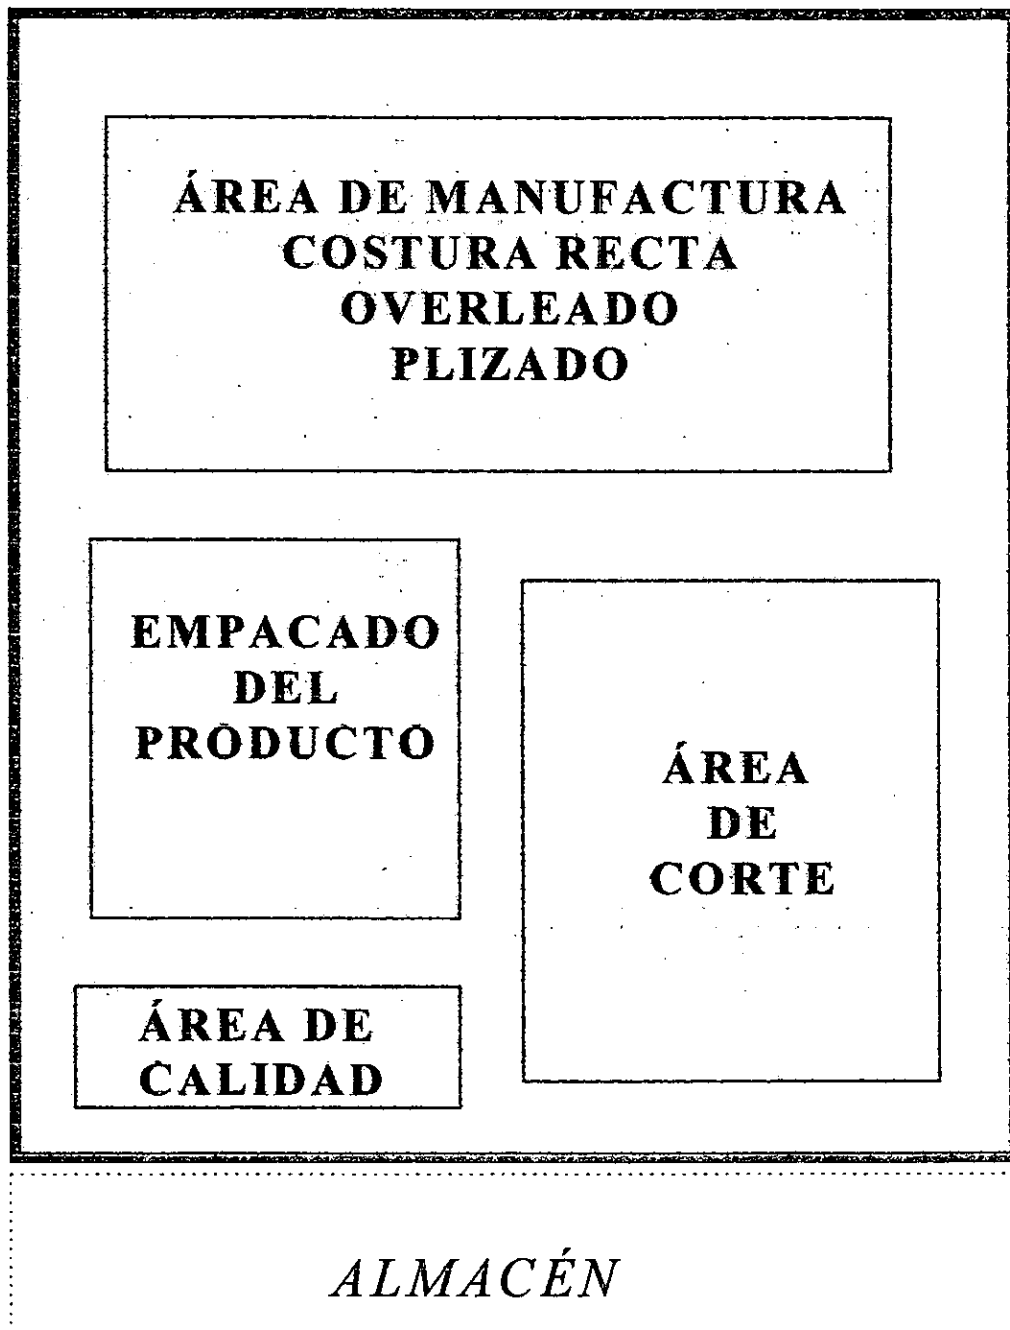 ÁREA DE MANUFACTURA
COSTURA RECTA
OVERLEADO
PLIZADO
EMPACADO
DEL
PRODUCTO
ÁREA
DE
CORTE
ÁREA DE
CALIDAD
ALMACÉN